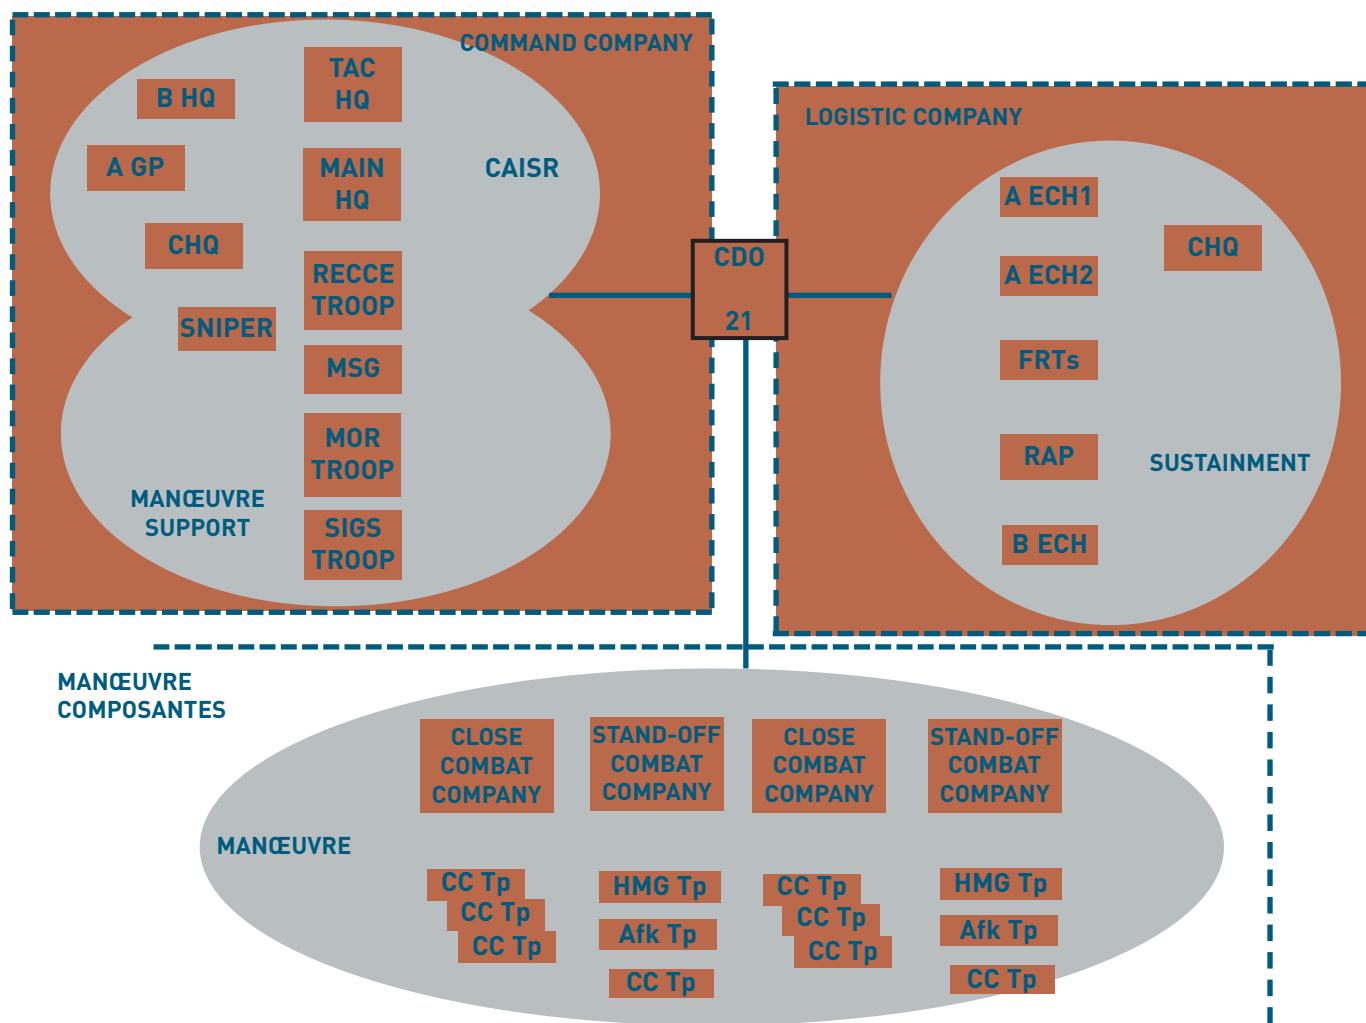 COMMAND COMPANY
B HQ
TAC
HQ
A GP
MAIN
HQ
CAISR
CHQ
RECCE
TROOP
SNIPER
MSG
MOR
TROOP
MANŒUVRE
SUPPORT
SIGS
TROOP
CDO
21
LOGISTIC COMPANY
A ECH1
CHQ
A ECH2
FRTs
RAP
SUSTAINMENT
B ECH
MANŒUVRE
COMPOSANTES
MANŒUVRE
CLOSE
COMBAT
COMPANY
STAND-OFF
COMBAT
COMPANY
CLOSE
COMBAT
COMPANY
STAND-OFF
COMBAT
COMPANY
CC Tp
CC Tp
CC Tp
HMG Tp
Afk Tp
CC Tp
CC Tp
CC Tp
CC Tp
HMG Tp
Afk Tp
CC Tp